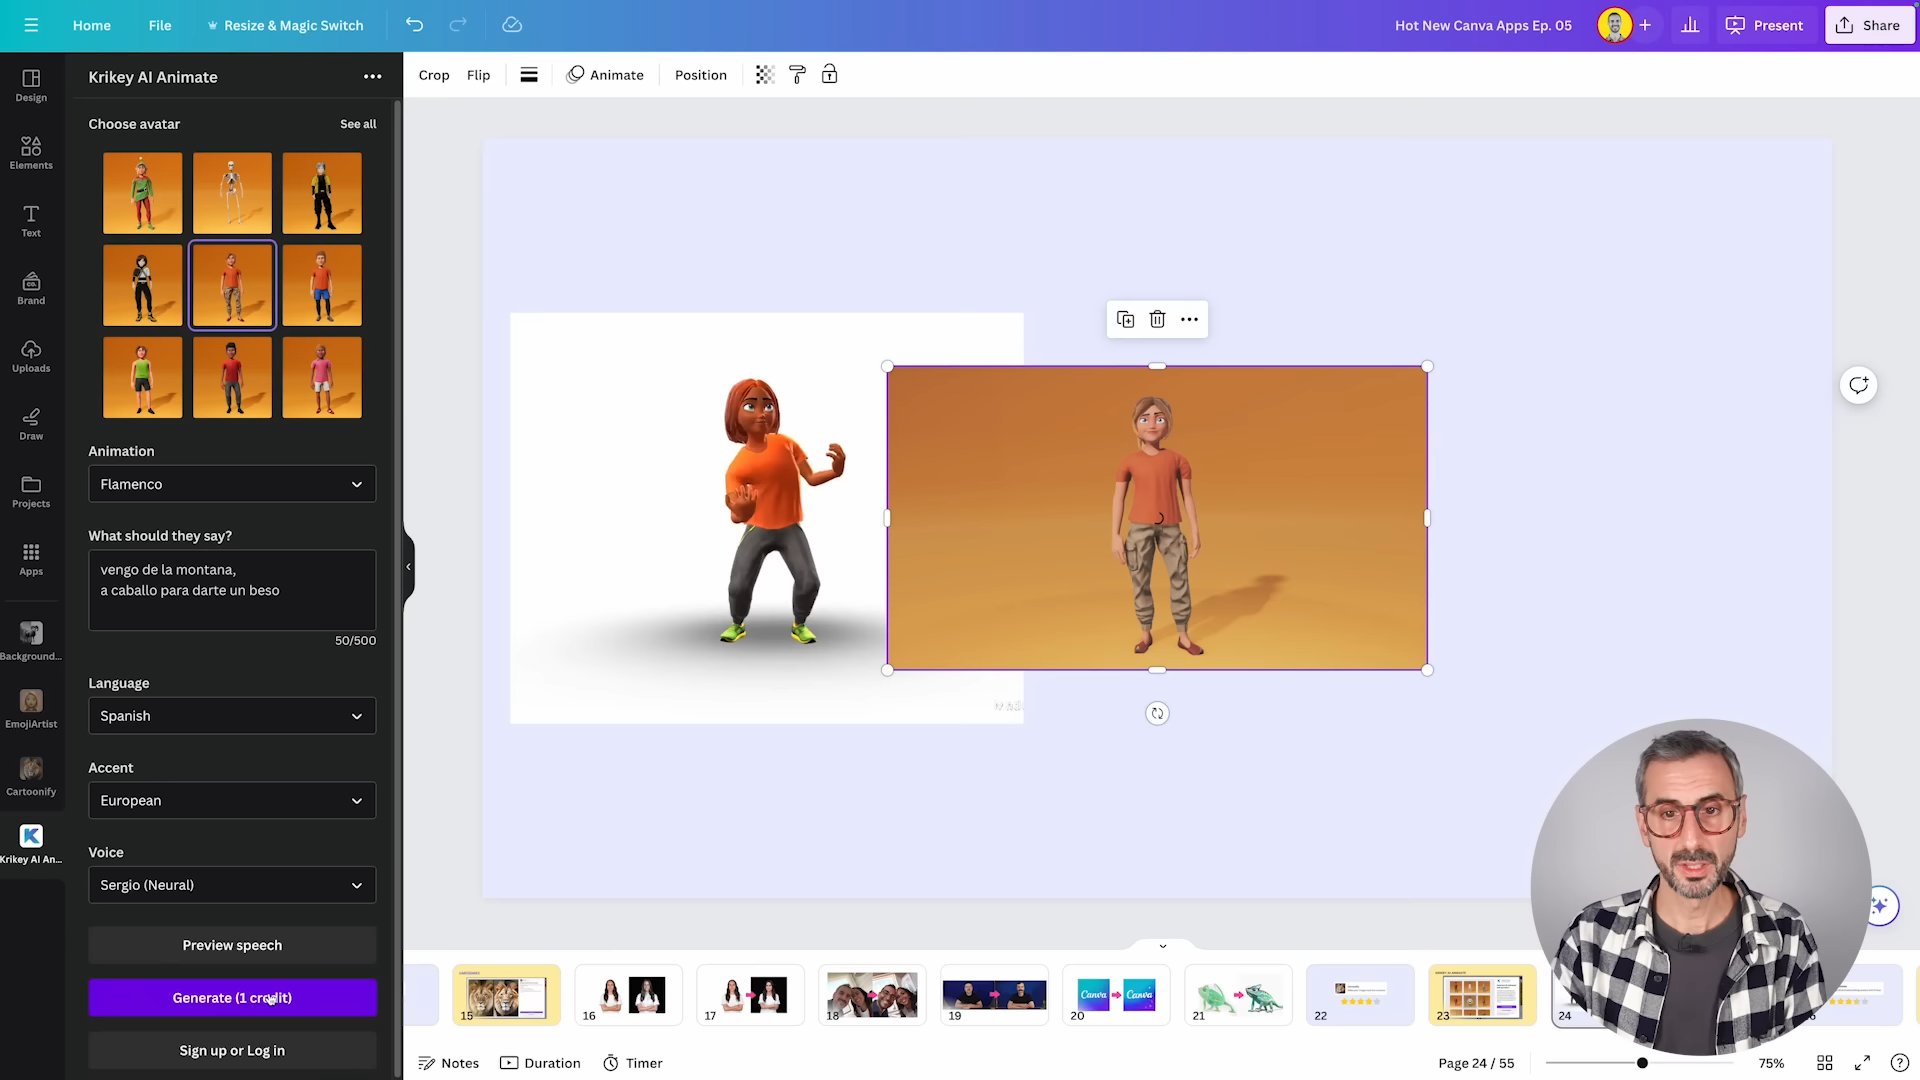 Home
File
Resize & Magic Switch
Hot New Canva Apps Ep. 05
Present
Share
Design
Elements
Text
Brand
Uploads
Draw
Projects
Apps
Background...
EmojiArtist
Cartoonify
Krikey AI An...
Krikey AI Animate
Choose avatar
See all
Animation
Flamenco
What should they say?
vengo de la montana,
a caballo para darte un beso
50/500
Language
Spanish
Accent
European
Voice
Sergio (Neural)
Preview speech
Generate (1 credit)
Sign up or Log in
Crop
Flip
Animate
Position
15
16
17
18
19
Canva
Canva
20
21
22
23
24
Notes
Duration
Timer
Page 24 / 55
75%